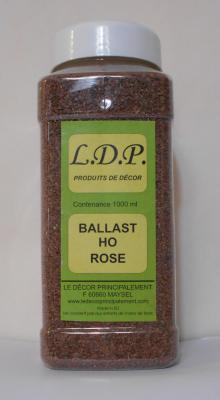 L.D.P.
PRODUITS DE DÉCOR
Contenance 1000 ml
BALLAST
HO
ROSE
LE DÉCOR PRINCIPALEMENT
F 60660 MAYSEL
www.ledecorprincipalement.com